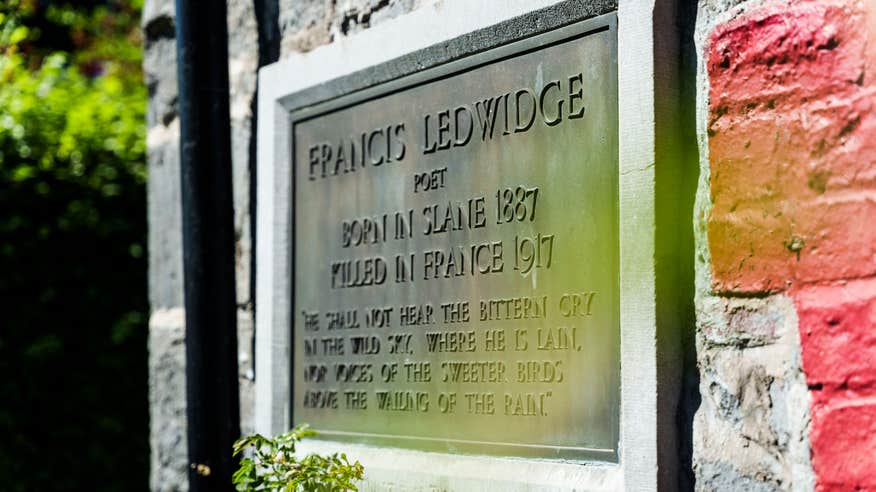 FRANCIS LEDWIDGE
POET
BORN IN SLANE 1887
KILLED IN FRANCE 1917
"HE SHALL NOT HEAR THE BITTERN CRY
IN THE WILD SKY, WHERE HE IS LAIN,
NOR VOICES OF THE SWEETER BIRDS
ABOVE THE WAILING OF THE RAIN."